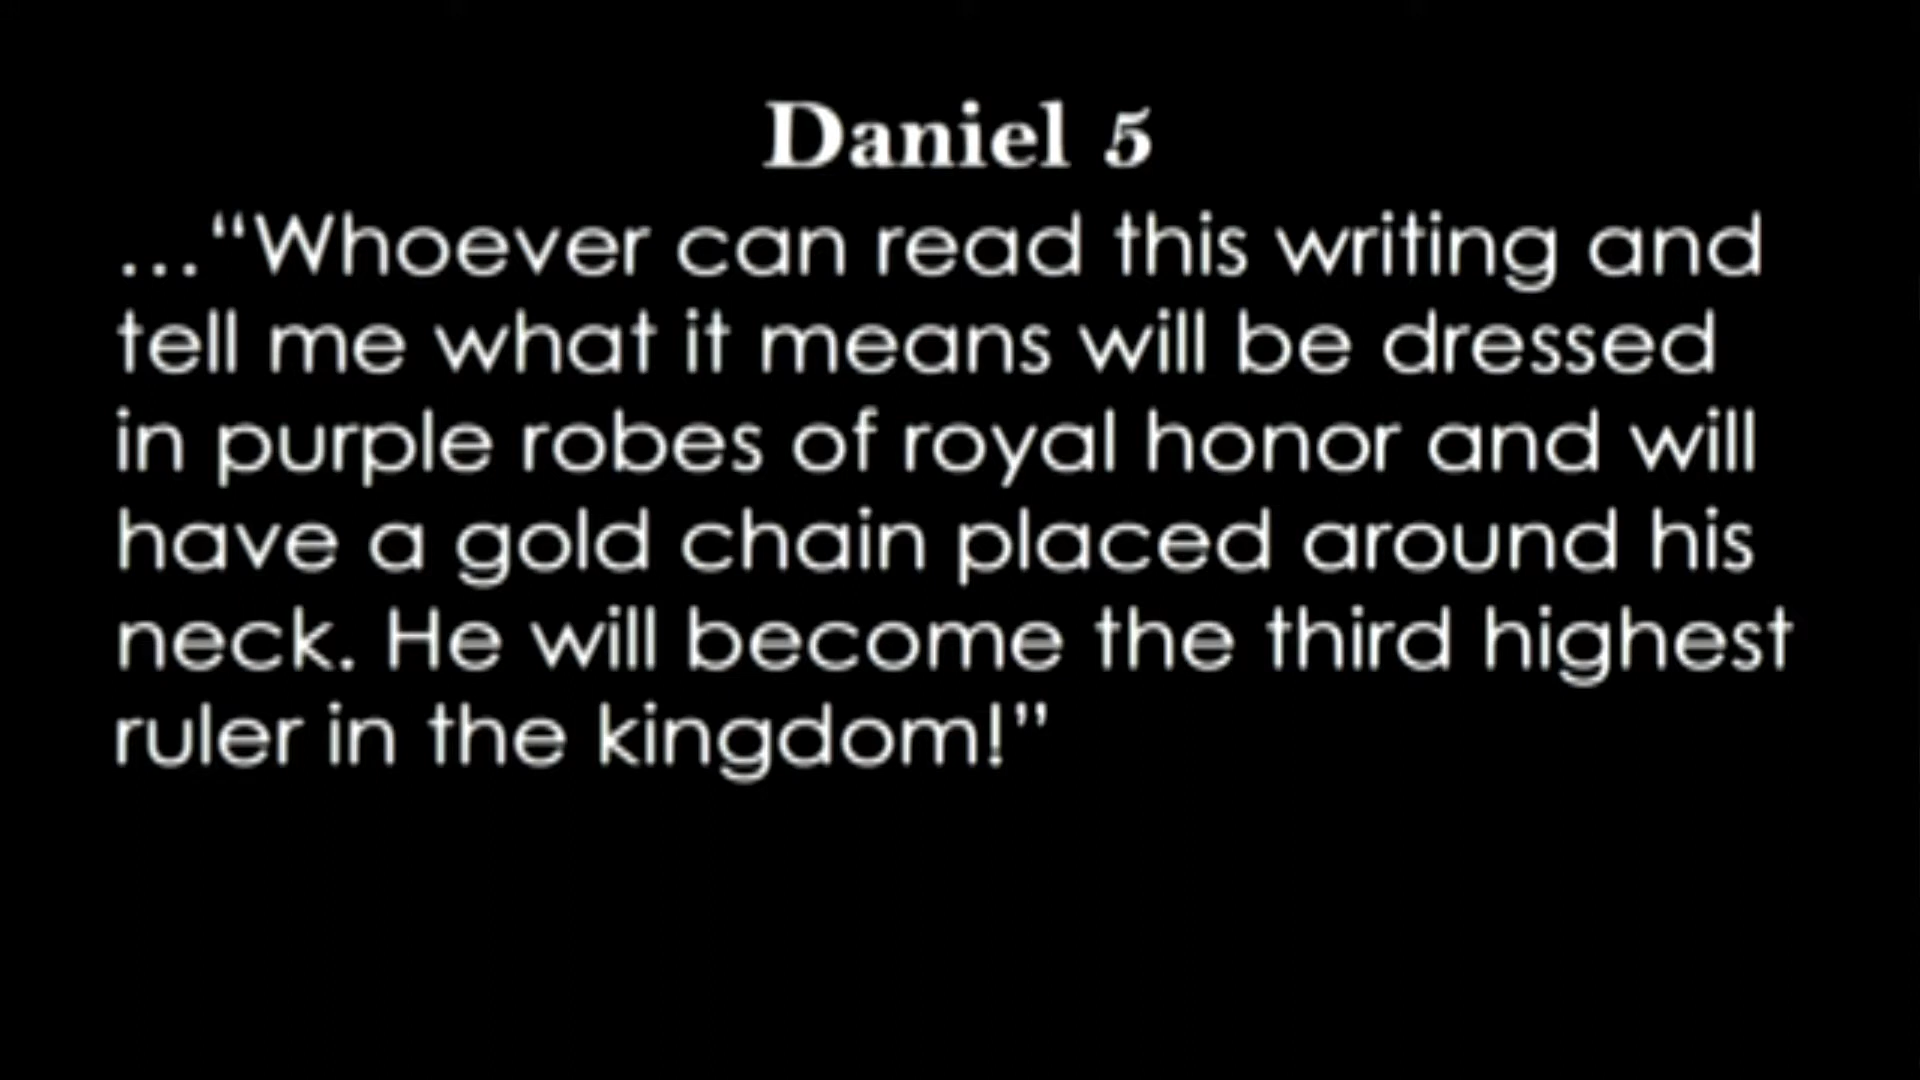 Daniel 5
…“Whoever can read this writing and
tell me what it means will be dressed
in purple robes of royal honor and will
have a gold chain placed around his
neck. He will become the third highest
ruler in the kingdom!”